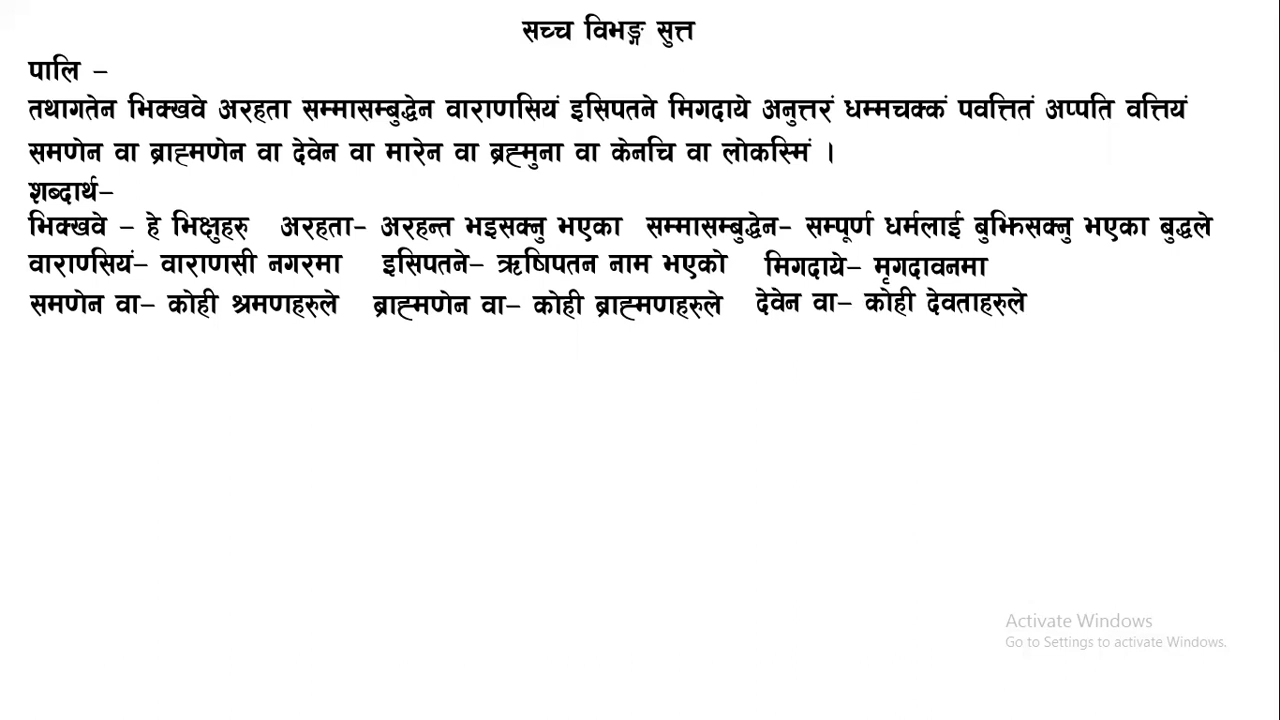 सच्च विभङ्ग सुत्त
पालि –
तथागतेन भिक्खवे अरहता सम्मासम्बुद्धेन वाराणसियं इसिपतने मिगदाये अनुत्तरं धम्मचक्कं पवत्तितं अप्पति वत्तियं
समणेन वा ब्राह्मणेन वा देवेन वा मारेन वा ब्रह्मुना वा केनचि वा लोकस्मिं ।
शब्दार्थ–
भिक्खवे – हे भिक्षुहरु अरहता– अरहन्त भइसक्नु भएका सम्मासम्बुद्धेन– सम्पूर्ण धर्मलाई बुझिसक्नु भएका बुद्धले
वाराणसियं– वाराणसी नगरमा इसिपतने– ऋषिपतन नाम भएको मिगदाये– मृगदावनमा
समणेन वा– कोही श्रमणहरुले ब्राह्मणेन वा– कोही ब्राह्मणहरुले देवेन वा– कोही देवताहरुले
Activate Windows
Go to Settings to activate Windows.